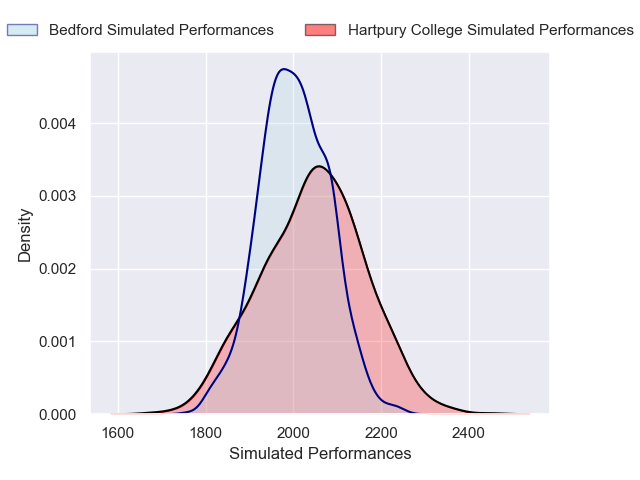 Bedford Simulated Performances
Hartpury College Simulated Performances
0.004
0.003
0.002
0.001
0.000
Density
1600
1800
2000
2200
2400
Simulated Performances